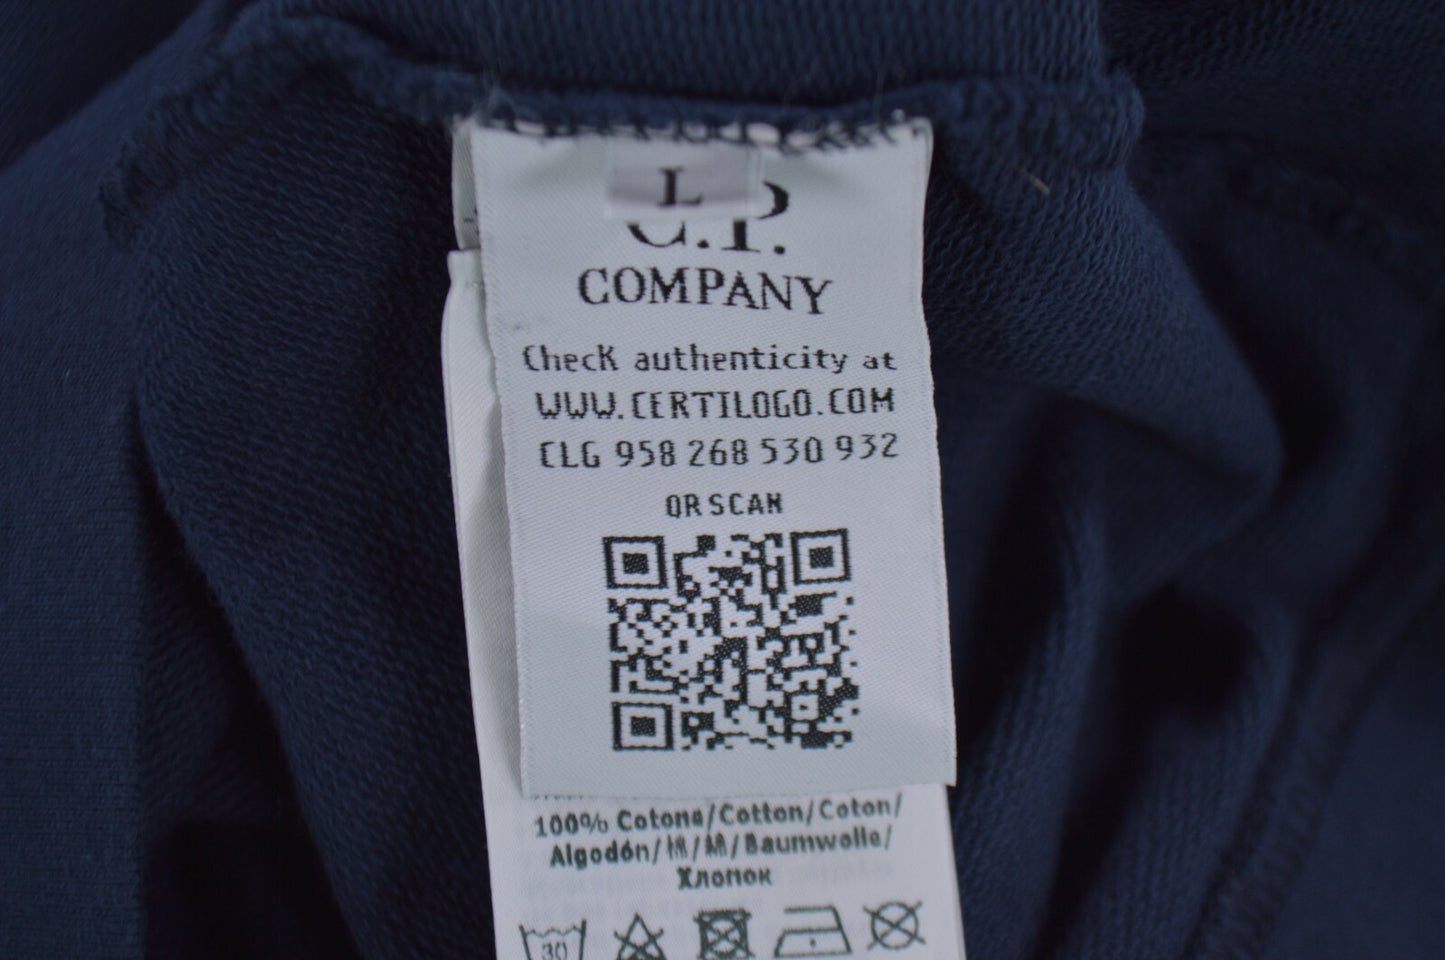 L
C.P.
COMPANY
Check authenticity at
WWW.CERTILOGO.COM
CLG 958 268 530 932
QR SCAN
100% Cotone/Cotton/Coton/
Algodón/棉/綿/Baumwolle/
Хлопок
30